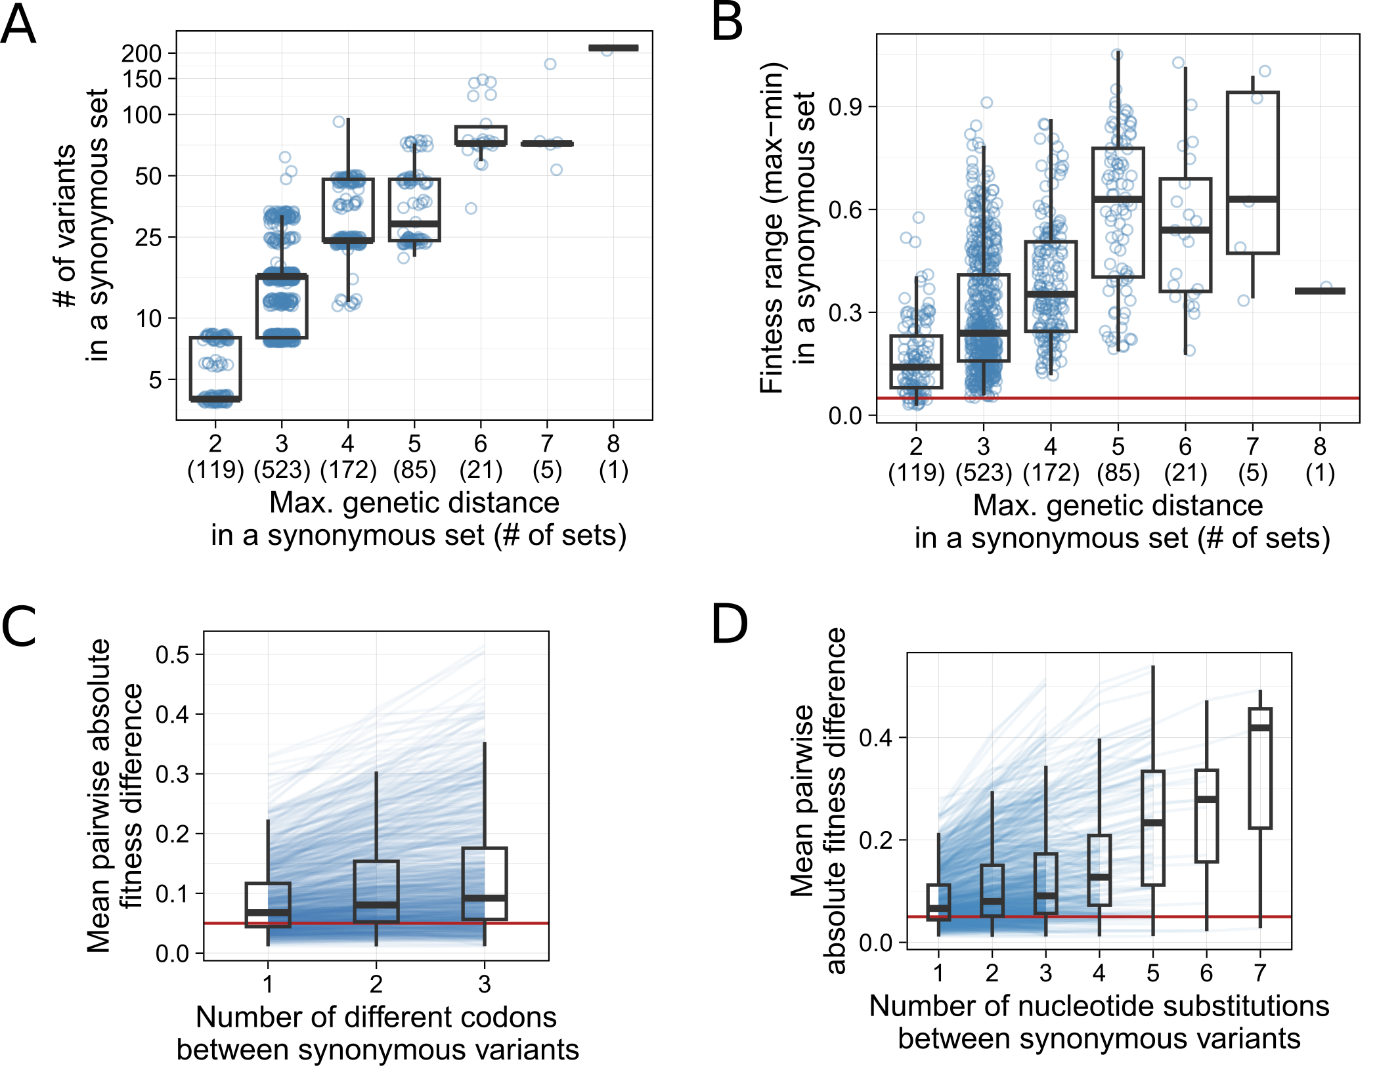 A
# of variants
in a synonymous set
200
150
100
50
25
10
5
2 3 4 5 6 7 8
(119) (523) (172) (85) (21) (5) (1)
Max. genetic distance
in a synonymous set (# of sets)
B
Fintess range (max−min)
in a synonymous set
0.9
0.6
0.3
0.0
2 3 4 5 6 7 8
(119) (523) (172) (85) (21) (5) (1)
Max. genetic distance
in a synonymous set (# of sets)
C
Mean pairwise absolute
fitness difference
0.5
0.4
0.3
0.2
0.1
0.0
1 2 3
Number of different codons
between synonymous variants
D
Mean pairwise
absolute fitness difference
0.4
0.2
0.0
1 2 3 4 5 6 7
Number of nucleotide substitutions
between synonymous variants